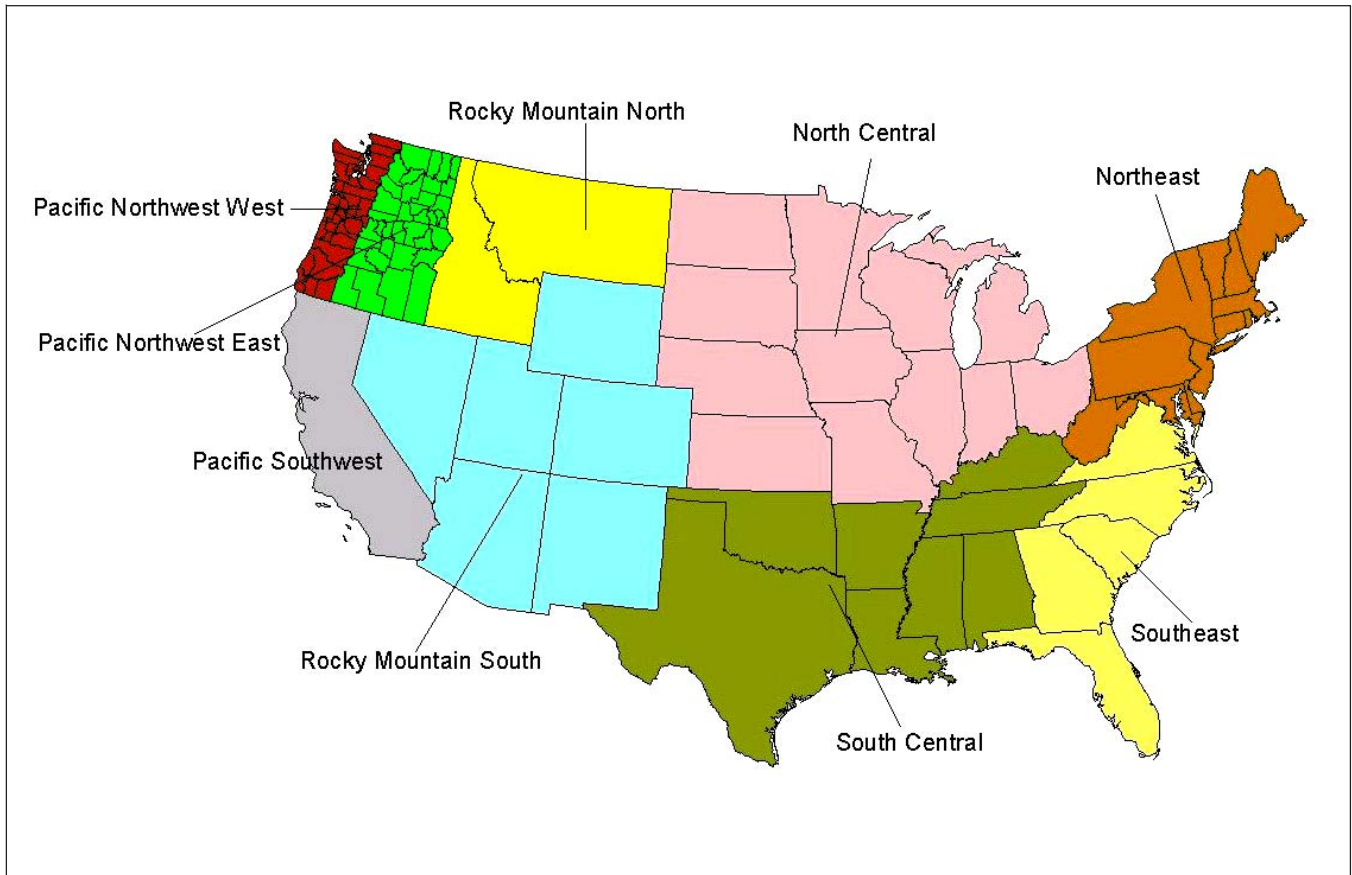 Rocky Mountain North
North Central
Northeast
Pacific Northwest West
Pacific Northwest East
Pacific Southwest
Rocky Mountain South
Southeast
South Central